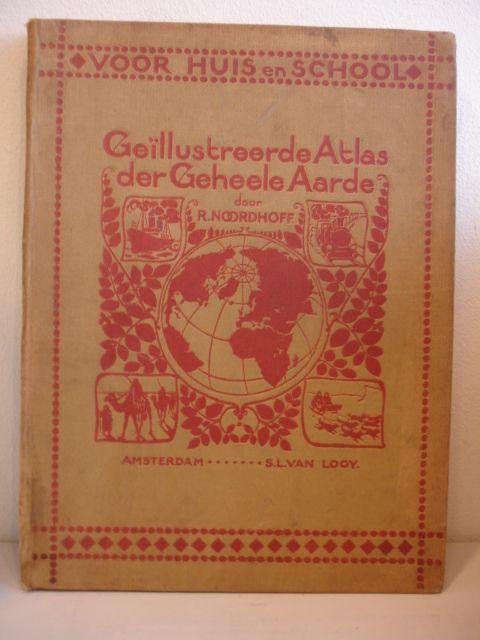 VOOR HUIS en SCHOOL
Geïllustreerde Atlas
der Geheele Aarde
door
R. NOORDHOFF
AMSTERDAM ....... S.L. VAN LOOY.